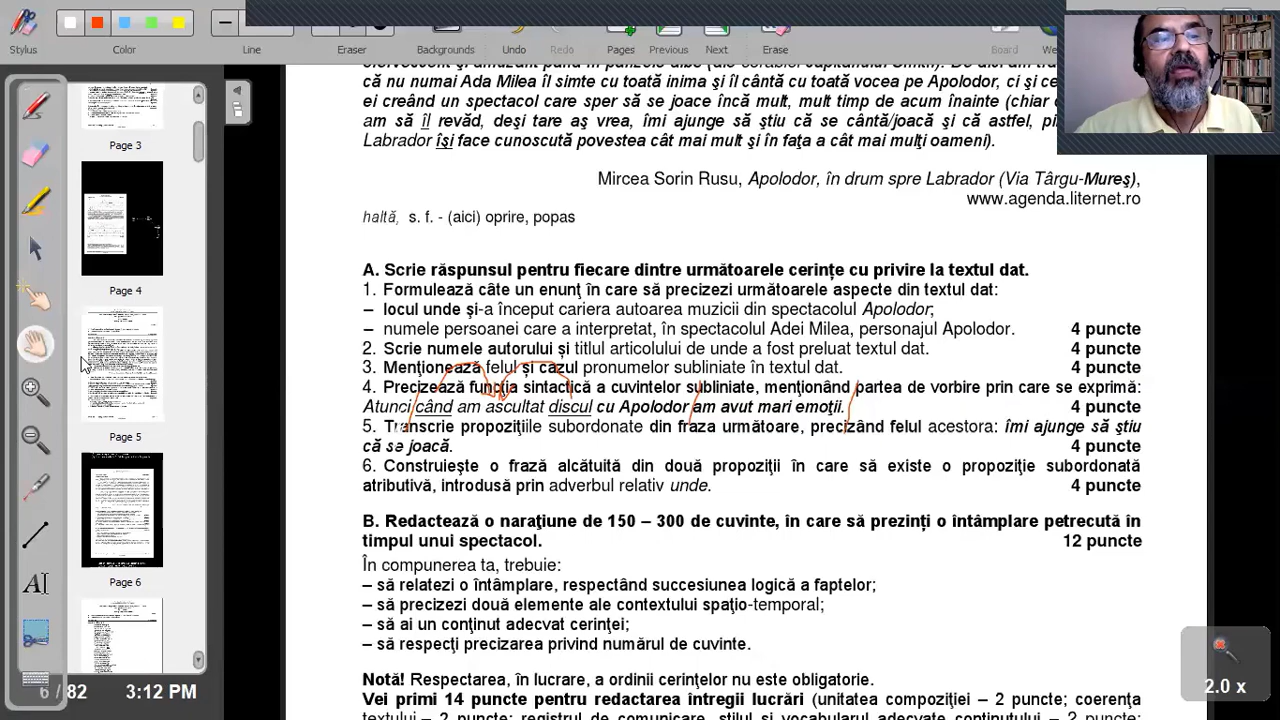 Stylus
Color
Line
Eraser
Backgrounds
Undo
Redo
Pages
Previous
Next
Erase
Board
Page 3
Page 4
Page 5
Page 6
6 / 82
3:12 PM
2.0 x
că nu numai Ada Milea îl simte cu toată inima şi îl cântă cu toată vocea pe Apolodor, ci şi
ei creând un spectacol care sper să se joace încă mult, mult timp de acum înainte (chiar
am să îl revăd, deşi tare aş vrea, îmi ajunge să ştiu că se cântă/joacă şi că astfel,
Labrador îşi face cunoscută povestea cât mai mult şi în faţa a cât mai mulţi oameni).
Mircea Sorin Rusu, Apolodor, în drum spre Labrador (Via Târgu-Mureş),
www.agenda.liternet.ro
haltă, s. f. - (aici) oprire, popas
A. Scrie răspunsul pentru fiecare dintre următoarele cerințe cu privire la textul dat.
1. Formulează câte un enunţ în care să precizezi următoarele aspecte din textul dat:
– locul unde şi-a început cariera autoarea muzicii din spectacolul Apolodor;
– numele persoanei care a interpretat, în spectacolul Adei Milea, personajul Apolodor. 4 puncte
2. Scrie numele autorului şi titlul articolului de unde a fost preluat textul dat. 4 puncte
3. Menţionează felul şi cazul pronumelor subliniate în textul dat. 4 puncte
4. Precizează funcţia sintactică a cuvintelor subliniate, menţionând partea de vorbire prin care se exprimă:
Atunci când am ascultat discul cu Apolodor am avut mari emoţii. 4 puncte
5. Transcrie propoziţiile subordonate din fraza următoare, precizând felul acestora: îmi ajunge să ştiu
că se joacă. 4 puncte
6. Construieşte o frază alcătuită din două propoziţii în care să existe o propoziţie subordonată
atributivă, introdusă prin adverbul relativ unde. 4 puncte
B. Redactează o naraţiune de 150 – 300 de cuvinte, în care să prezinți o întâmplare petrecută în
timpul unui spectacol. 12 puncte
În compunerea ta, trebuie:
– să relatezi o întâmplare, respectând succesiunea logică a faptelor;
– să precizezi două elemente ale contextului spaţio-temporal;
– să ai un conţinut adecvat cerinţei;
– să respecţi precizarea privind numărul de cuvinte.
Notă! Respectarea, în lucrare, a ordinii cerinţelor nu este obligatorie.
Vei primi 14 puncte pentru redactarea întregii lucrări (unitatea compoziţiei – 2 puncte; coerenţa
textului – 2 puncte; registrul de comunicare, stilul şi vocabularul adecvate conţinutului – 2 puncte;